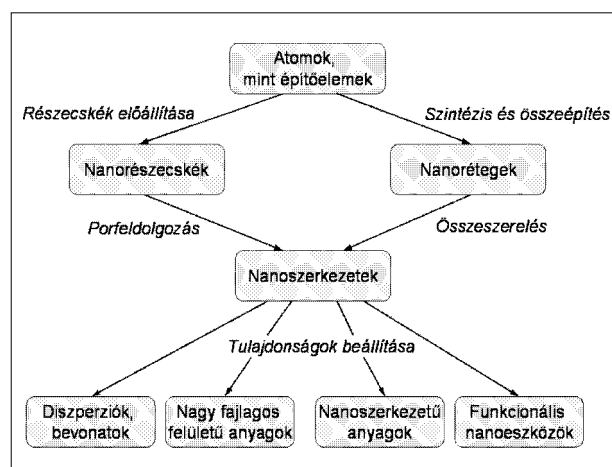 Atomok,
mint építőelemek
Részecskék előállítása
Szintézis és összeépítés
Nanorészecskék
Nanorétegek
Porfeldolgozás
Összeszerelés
Nanoszerkezetek
Tulajdonságok beállítása
Diszperziók,
bevonatok
Nagy fajlagos
felületű anyagok
Nanoszerkezetű
anyagok
Funkcionális
nanoeszközök